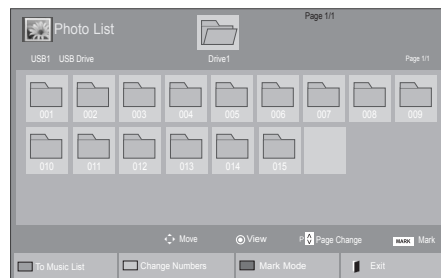 Page 1/1
Photo List
USB1 USB Drive Drive1 Page 1/1
001 002 003 004 005 006 007 008 009
010 011 012 013 014 015
Move View P Page Change MARK Mark
To Music List Change Numbers Mark Mode Exit